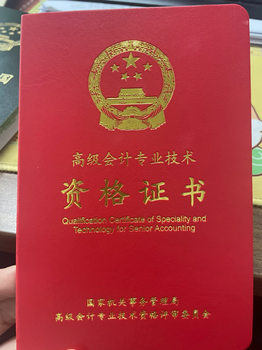 高级会计专业技术
资格证书
Qualification Certificate of Speciality and
Technology for Senior Accounting
国家机关事务管理局
高级会计专业技术资格评审委员会